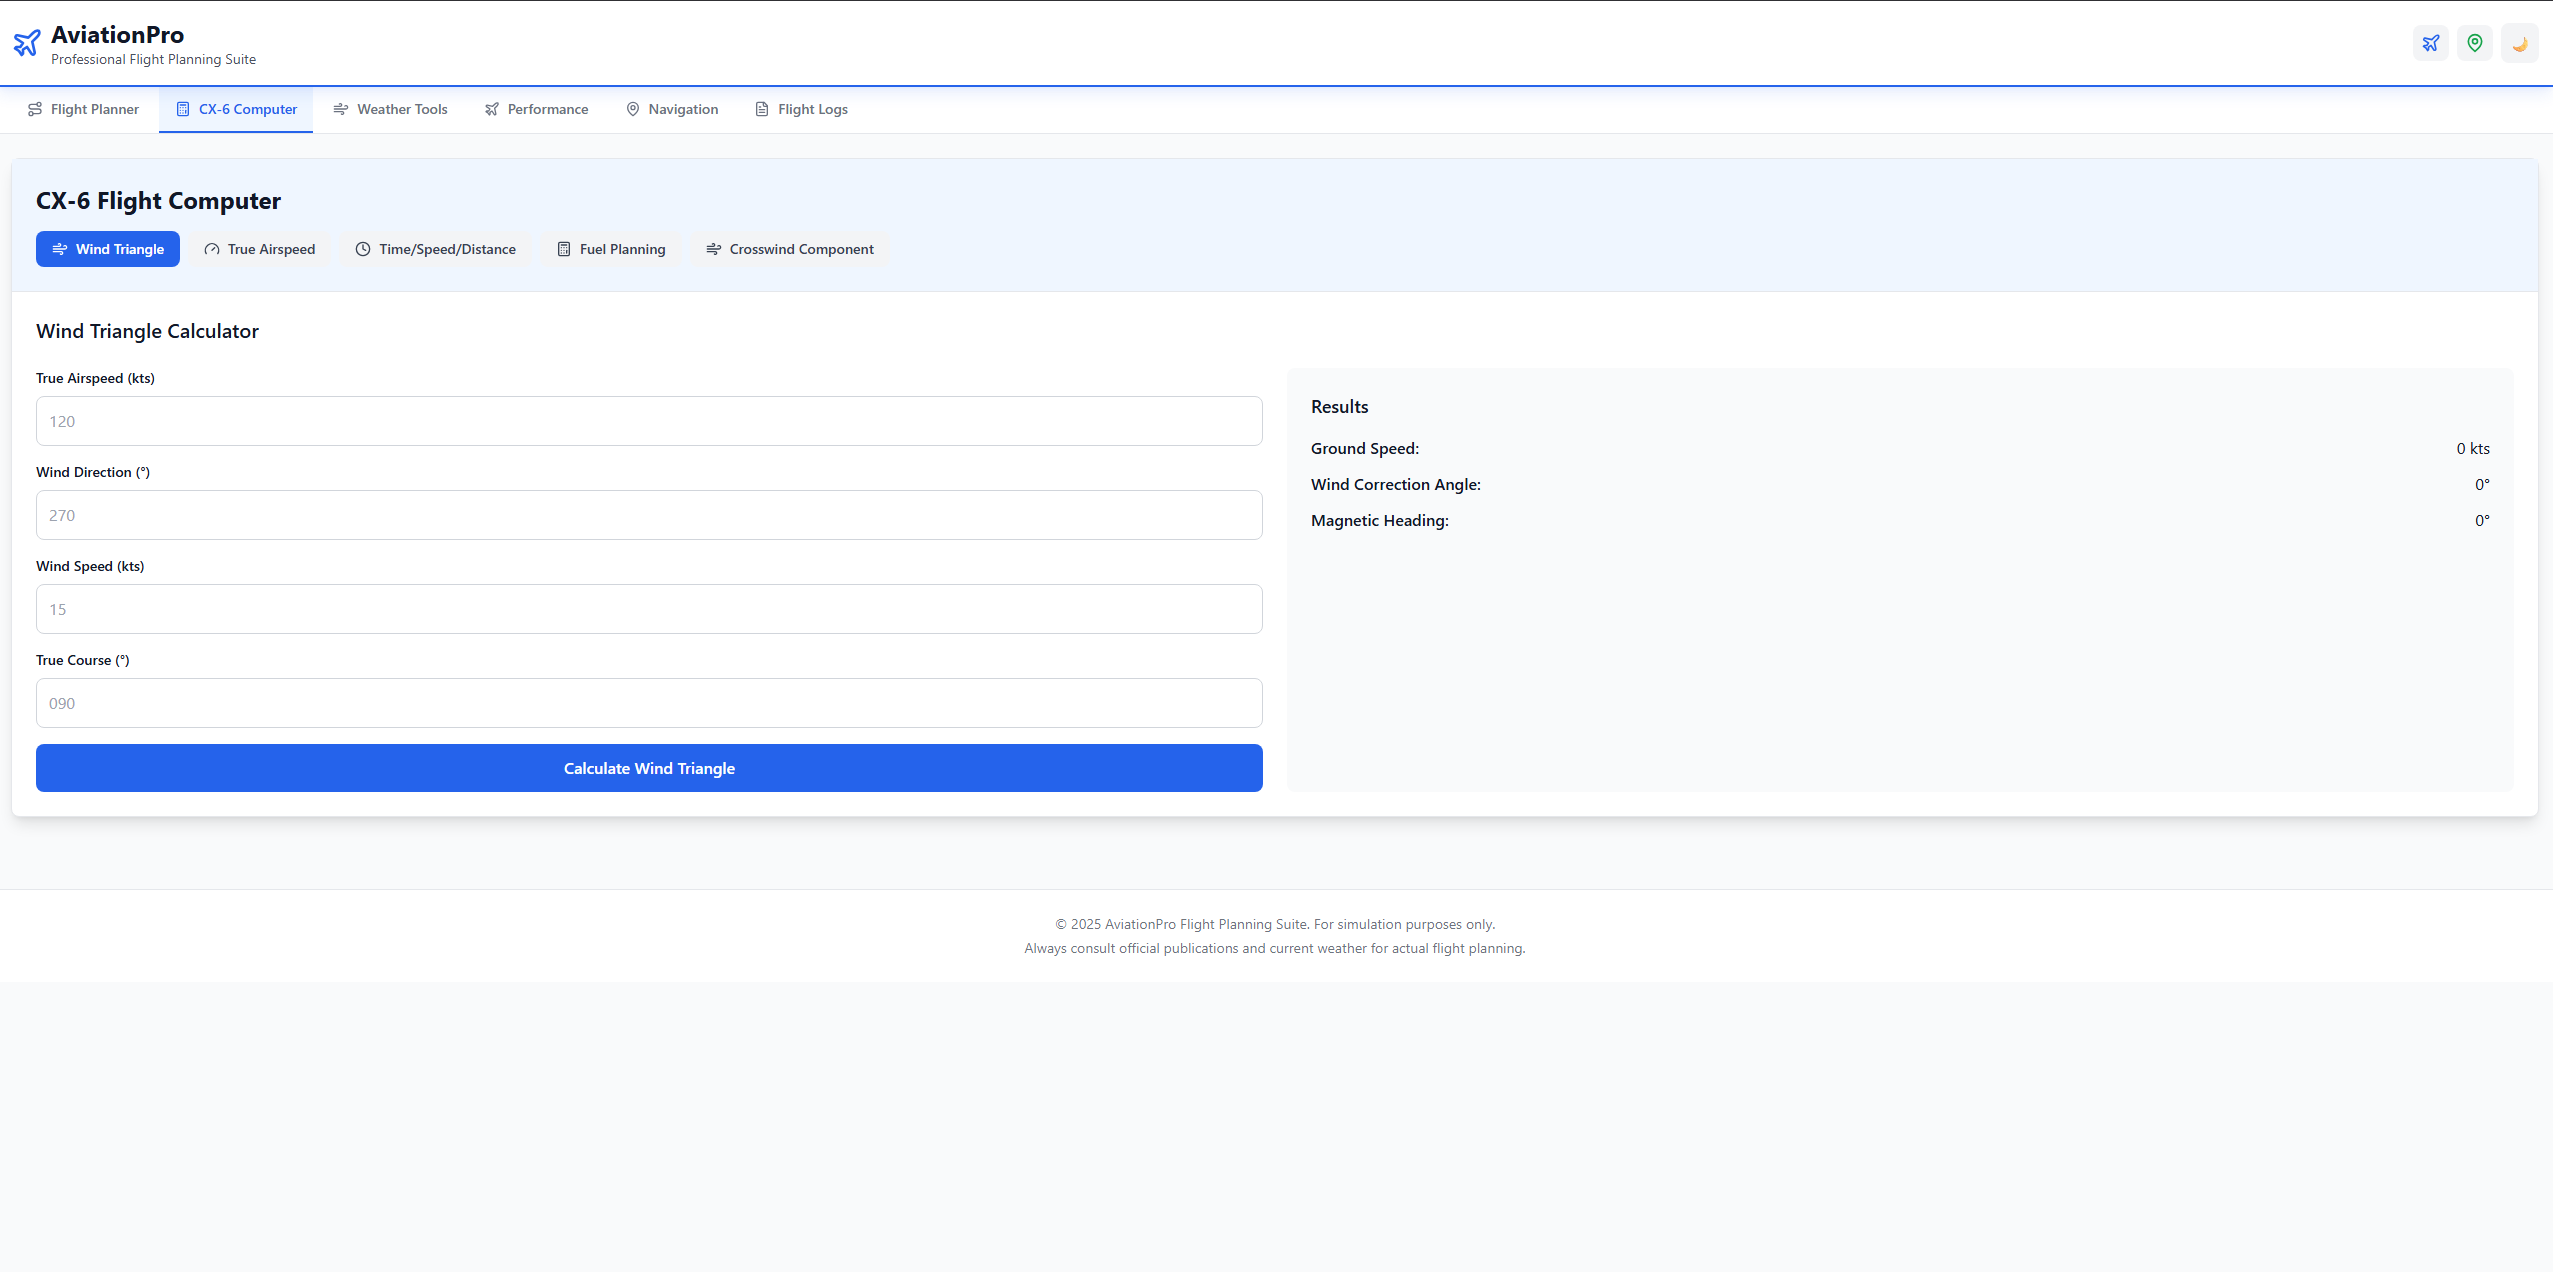 AviationPro
Professional Flight Planning Suite
Flight Planner
CX-6 Computer
Weather Tools
Performance
Navigation
Flight Logs
CX-6 Flight Computer
Wind Triangle
True Airspeed
Time/Speed/Distance
Fuel Planning
Crosswind Component
Wind Triangle Calculator
True Airspeed (kts)
120
Wind Direction (°)
270
Wind Speed (kts)
15
True Course (°)
090
Calculate Wind Triangle
Results
Ground Speed: 0 kts
Wind Correction Angle: 0°
Magnetic Heading: 0°
© 2025 AviationPro Flight Planning Suite. For simulation purposes only.
Always consult official publications and current weather for actual flight planning.